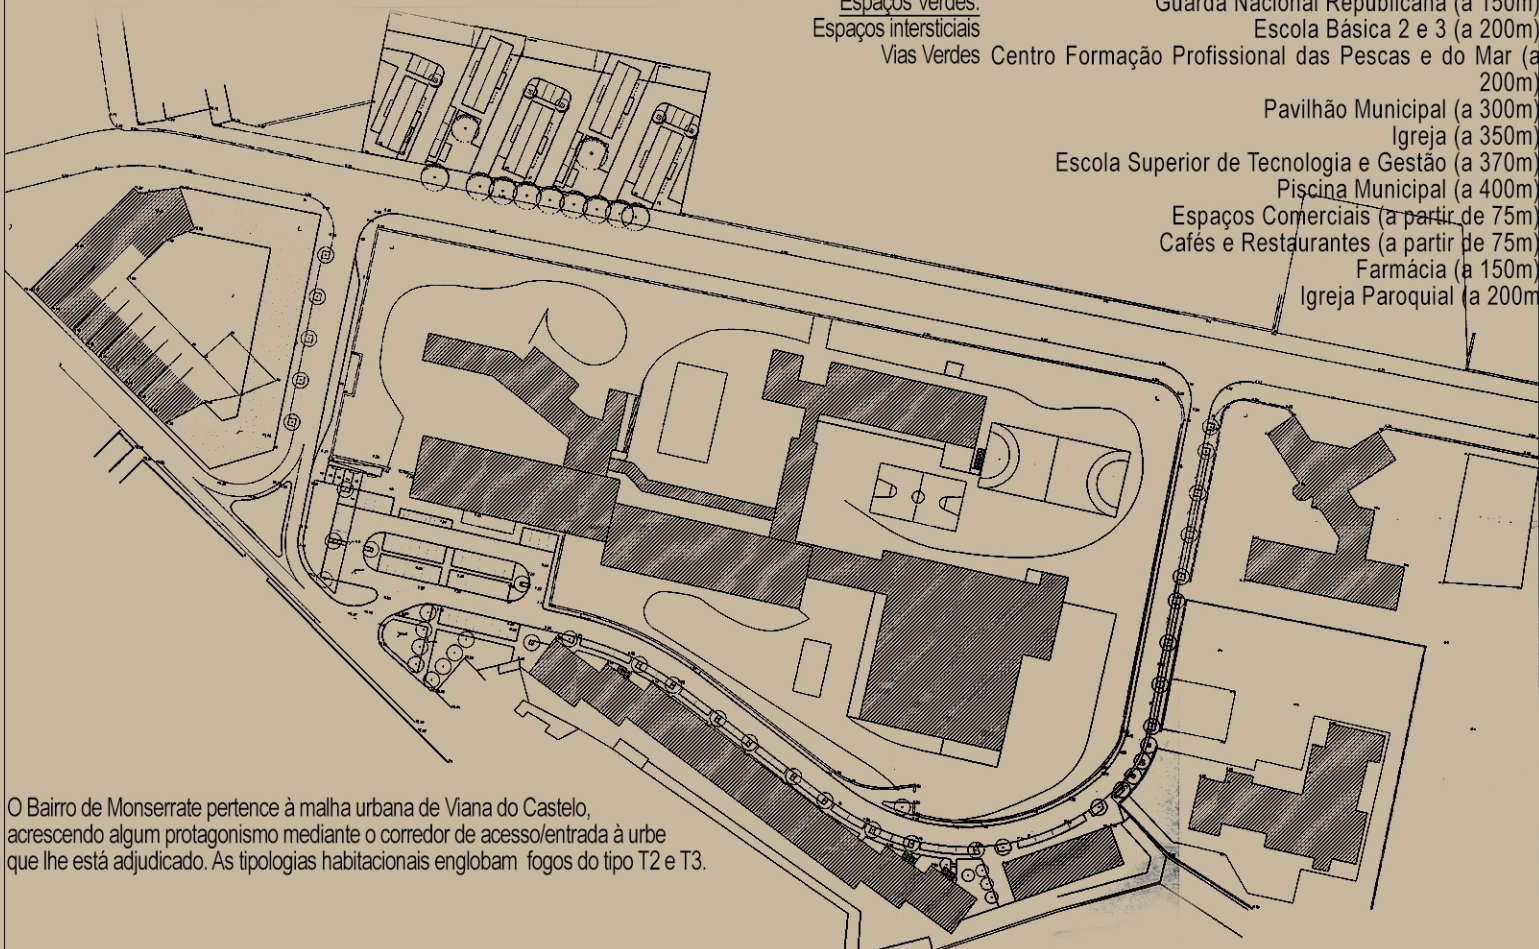 Espaços Verdes:
Espaços intersticiais
Vias Verdes
Guarda Nacional Republicana (a 150m)
Escola Básica 2 e 3 (a 200m)
Centro Formação Profissional das Pescas e do Mar (a
200m)
Pavilhão Municipal (a 300m)
Igreja (a 350m)
Escola Superior de Tecnologia e Gestão (a 370m)
Piscina Municipal (a 400m)
Espaços Comerciais (a partir de 75m)
Cafés e Restaurantes (a partir de 75m)
Farmácia (a 150m)
Igreja Paroquial (a 200m
O Bairro de Monserrate pertence à malha urbana de Viana do Castelo,
acrescendo algum protagonismo mediante o corredor de acesso/entrada à urbe
que lhe está adjudicado. As tipologias habitacionais englobam fogos do tipo T2 e T3.